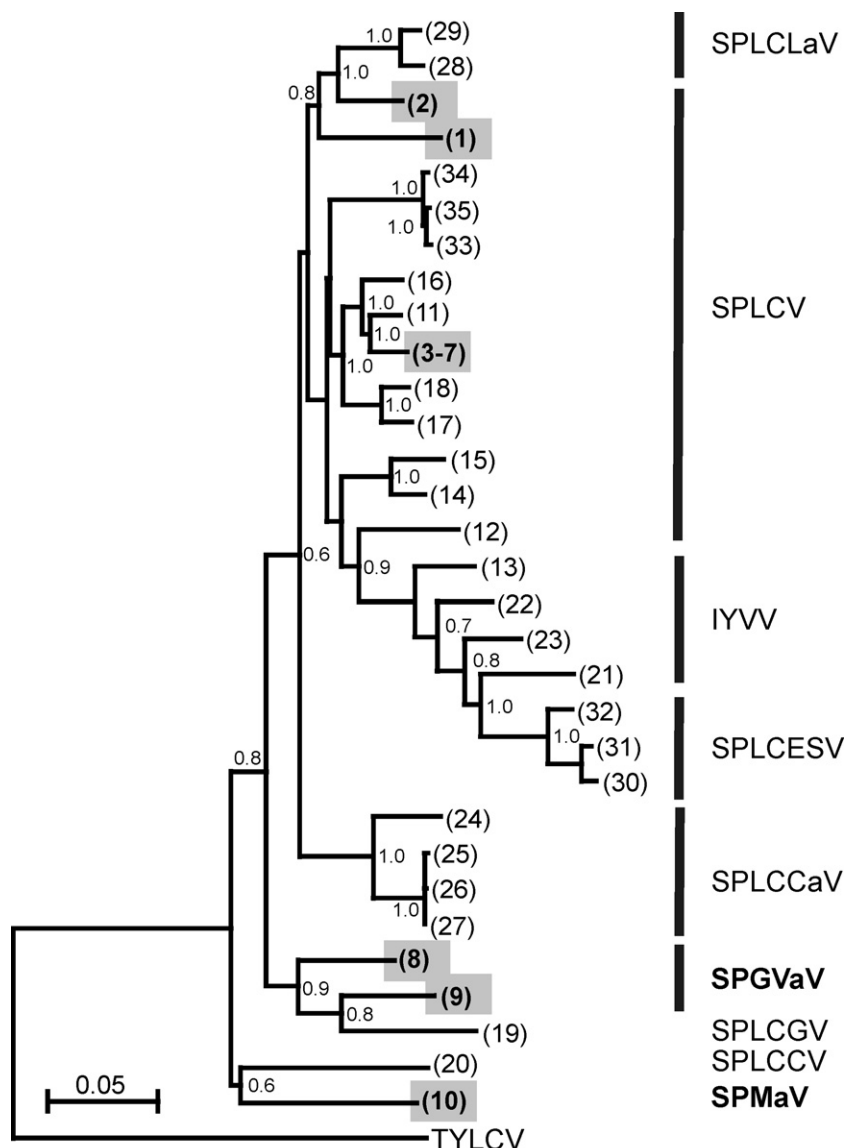 1.0 (29) SPLCLaV
1.0 (28)
0.8 (2)
(1)
1.0 (34)
(35)
1.0 (33)
(16)
1.0 (11) SPLCV
1.0 (3-7)
1.0 (18)
1.0 (17)
(15)
1.0 (14)
(12)
0.6 0.9 (13)
(22) IYVV
0.7 (23)
0.8 (21)
1.0 (32)
1.0 (31) SPLCESV
0.8 (30)
(24)
1.0 (25)
(26) SPLCCaV
1.0 (27)
(8)
0.9 (9) SPGVaV
0.8 (19) SPLCGV
(20) SPLCCV
0.05 0.6 (10) SPMaV
TYLCV